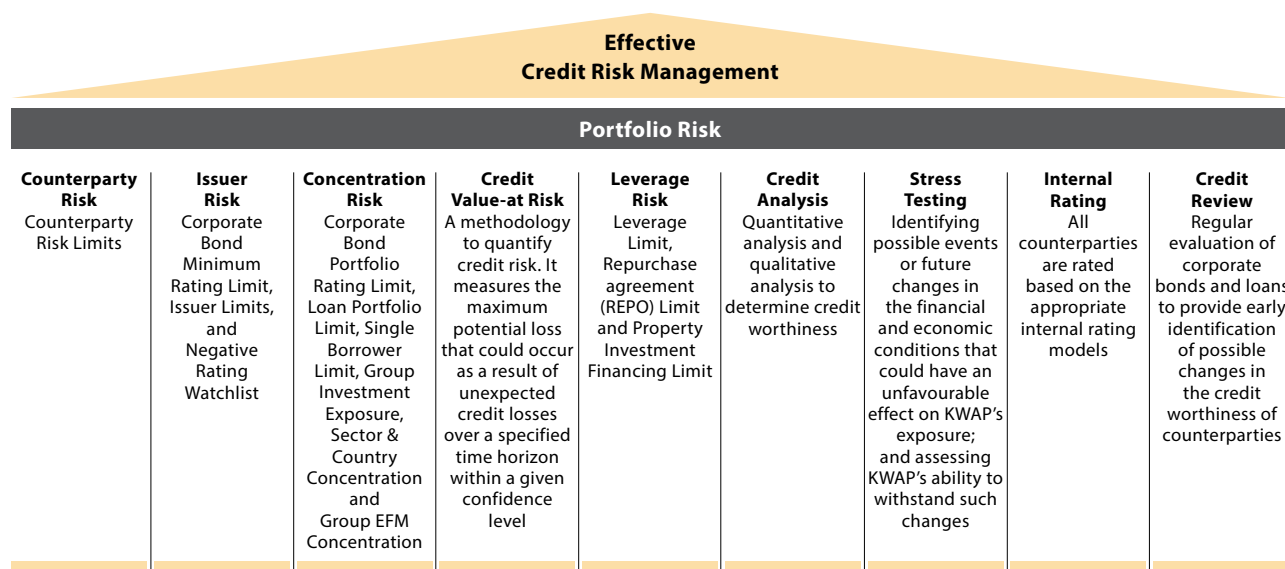 Effective
Credit Risk Management
Portfolio Risk
Counterparty
Risk
Counterparty
Risk Limits
Issuer
Risk
Corporate
Bond
Minimum
Rating Limit,
Issuer Limits,
and
Negative
Rating
Watchlist
Concentration
Risk
Corporate
Bond
Portfolio
Rating Limit,
Loan Portfolio
Limit, Single
Borrower
Limit, Group
Investment
Exposure,
Sector &
Country
Concentration
and
Group EFM
Concentration
Credit
Value-at Risk
A methodology
to quantify
credit risk. It
measures the
maximum
potential loss
that could occur
as a result of
unexpected
credit losses
over a specified
time horizon
within a given
confidence
level
Leverage
Risk
Leverage
Limit,
Repurchase
agreement
(REPO) Limit
and Property
Investment
Financing Limit
Credit
Analysis
Quantitative
analysis and
qualitative
analysis to
determine credit
worthiness
Stress
Testing
Identifying
possible events
or future
changes in
the financial
and economic
conditions that
could have an
unfavourable
effect on KWAP's
exposure;
and assessing
KWAP's ability to
withstand such
changes
Internal
Rating
All
counterparties
are rated
based on the
appropriate
internal rating
models
Credit
Review
Regular
evaluation of
corporate
bonds and loans
to provide early
identification
of possible
changes in
the credit
worthiness of
counterparties